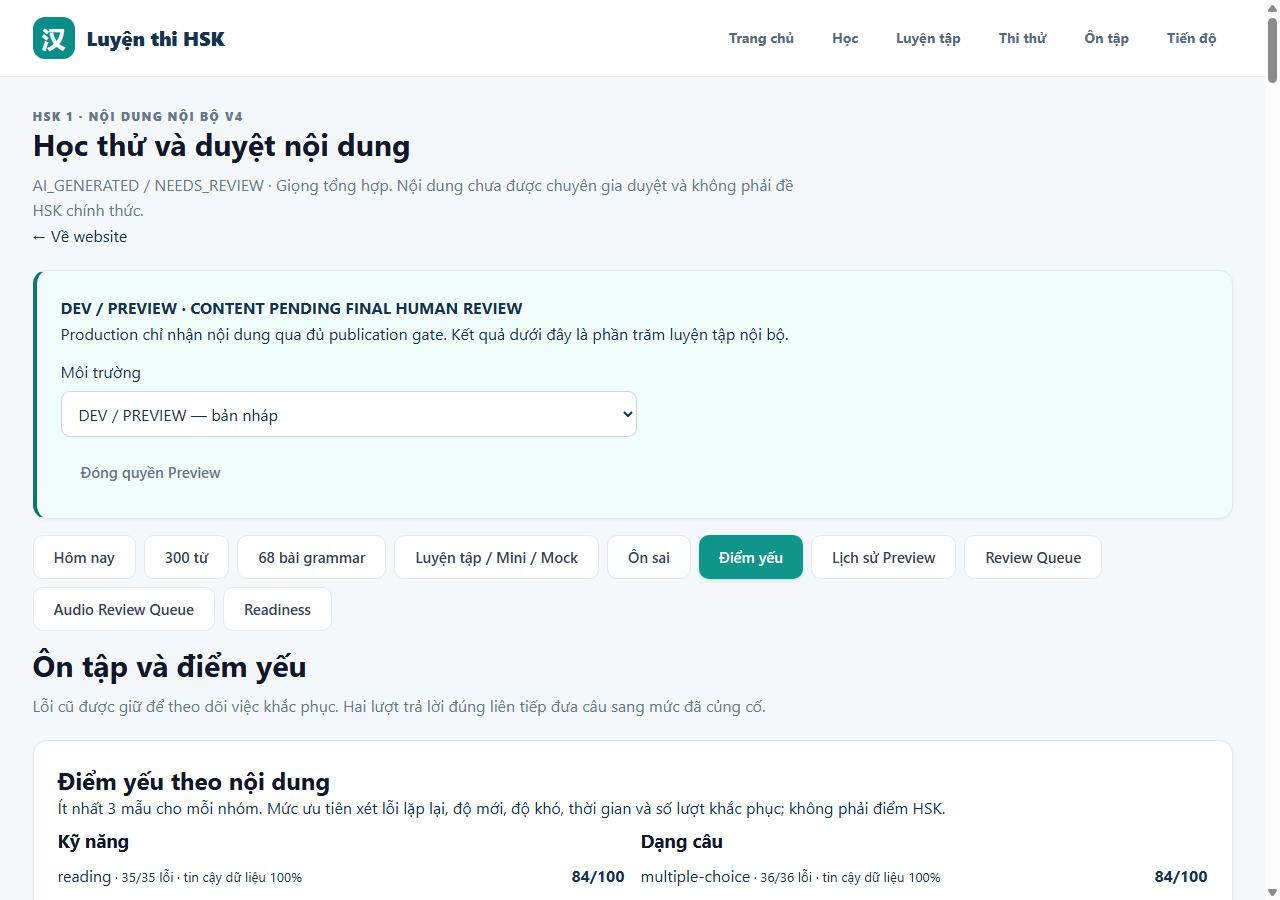 汉 Luyện thi HSK
Trang chủ Học Luyện tập Thi thử Ôn tập Tiến độ
HSK 1 · NỘI DUNG NỘI BỘ V4
Học thử và duyệt nội dung
AI_GENERATED / NEEDS_REVIEW · Giọng tổng hợp. Nội dung chưa được chuyên gia duyệt và không phải đề
HSK chính thức.
← Về website
DEV / PREVIEW · CONTENT PENDING FINAL HUMAN REVIEW
Production chỉ nhận nội dung qua đủ publication gate. Kết quả dưới đây là phần trăm luyện tập nội bộ.
Môi trường
DEV / PREVIEW — bản nháp
Đóng quyền Preview
Hôm nay 300 từ 68 bài grammar Luyện tập / Mini / Mock Ôn sai Điểm yếu Lịch sử Preview Review Queue
Audio Review Queue Readiness
Ôn tập và điểm yếu
Lỗi cũ được giữ để theo dõi việc khắc phục. Hai lượt trả lời đúng liên tiếp đưa câu sang mức đã củng cố.
Điểm yếu theo nội dung
Ít nhất 3 mẫu cho mỗi nhóm. Mức ưu tiên xét lỗi lặp lại, độ mới, độ khó, thời gian và số lượt khắc phục; không phải điểm HSK.
Kỹ năng Dạng câu
reading · 35/35 lỗi · tin cậy dữ liệu 100% 84/100 multiple-choice · 36/36 lỗi · tin cậy dữ liệu 100% 84/100